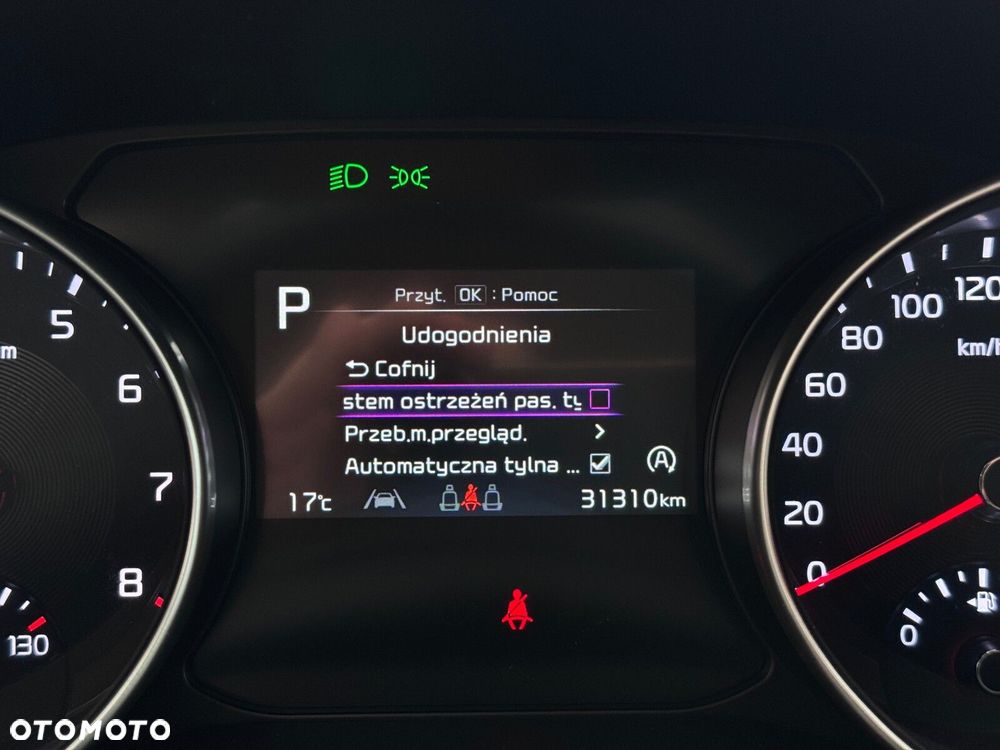 P
Przyt. OK : Pomoc
Udogodnienia
Cofnij
stem ostrzeżeń pas. ty
Przeb.m.przegląd.
Automatyczna tylna ...
17°C
31310km
A
5
6
7
8
130
m
120
100
80
km/h
60
40
20
0
0
OTOMOTO